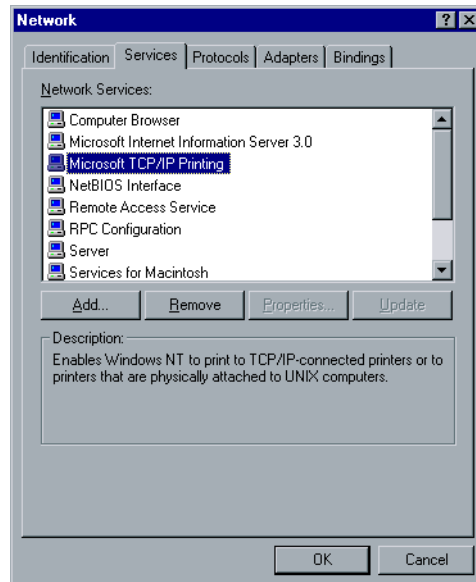 Network
Identification Services Protocols Adapters Bindings
Network Services:
Computer Browser
Microsoft Internet Information Server 3.0
Microsoft TCP/IP Printing
NetBIOS Interface
Remote Access Service
RPC Configuration
Server
Services for Macintosh
Add... Remove Properties... Update
Description:
Enables Windows NT to print to TCP/IP-connected printers or to
printers that are physically attached to UNIX computers.
OK Cancel